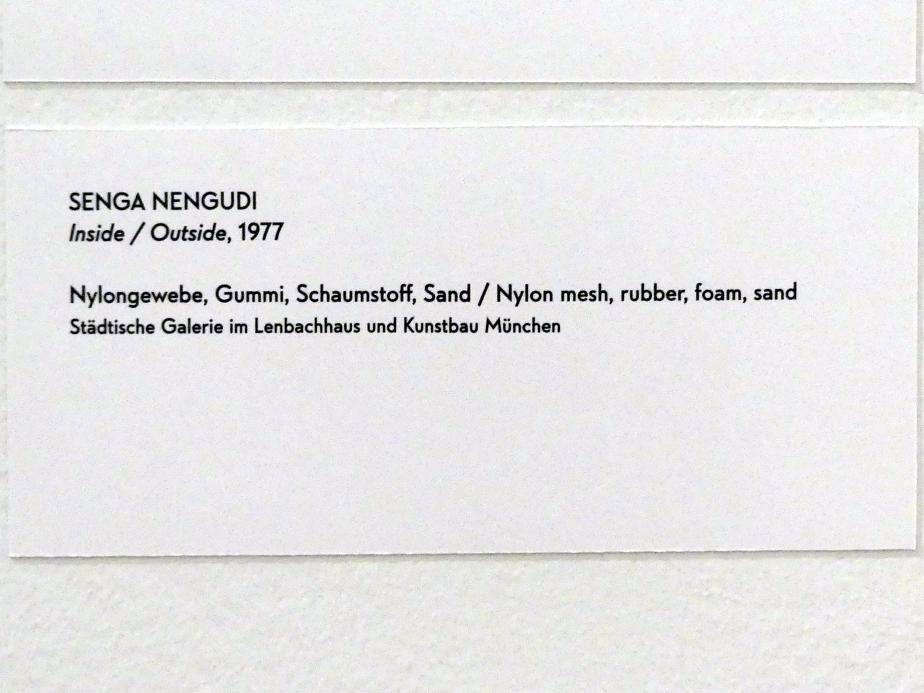 SENGA NENGUDI
Inside / Outside, 1977
Nylongewebe, Gummi, Schaumstoff, Sand / Nylon mesh, rubber, foam, sand
Städtische Galerie im Lenbachhaus und Kunstbau München